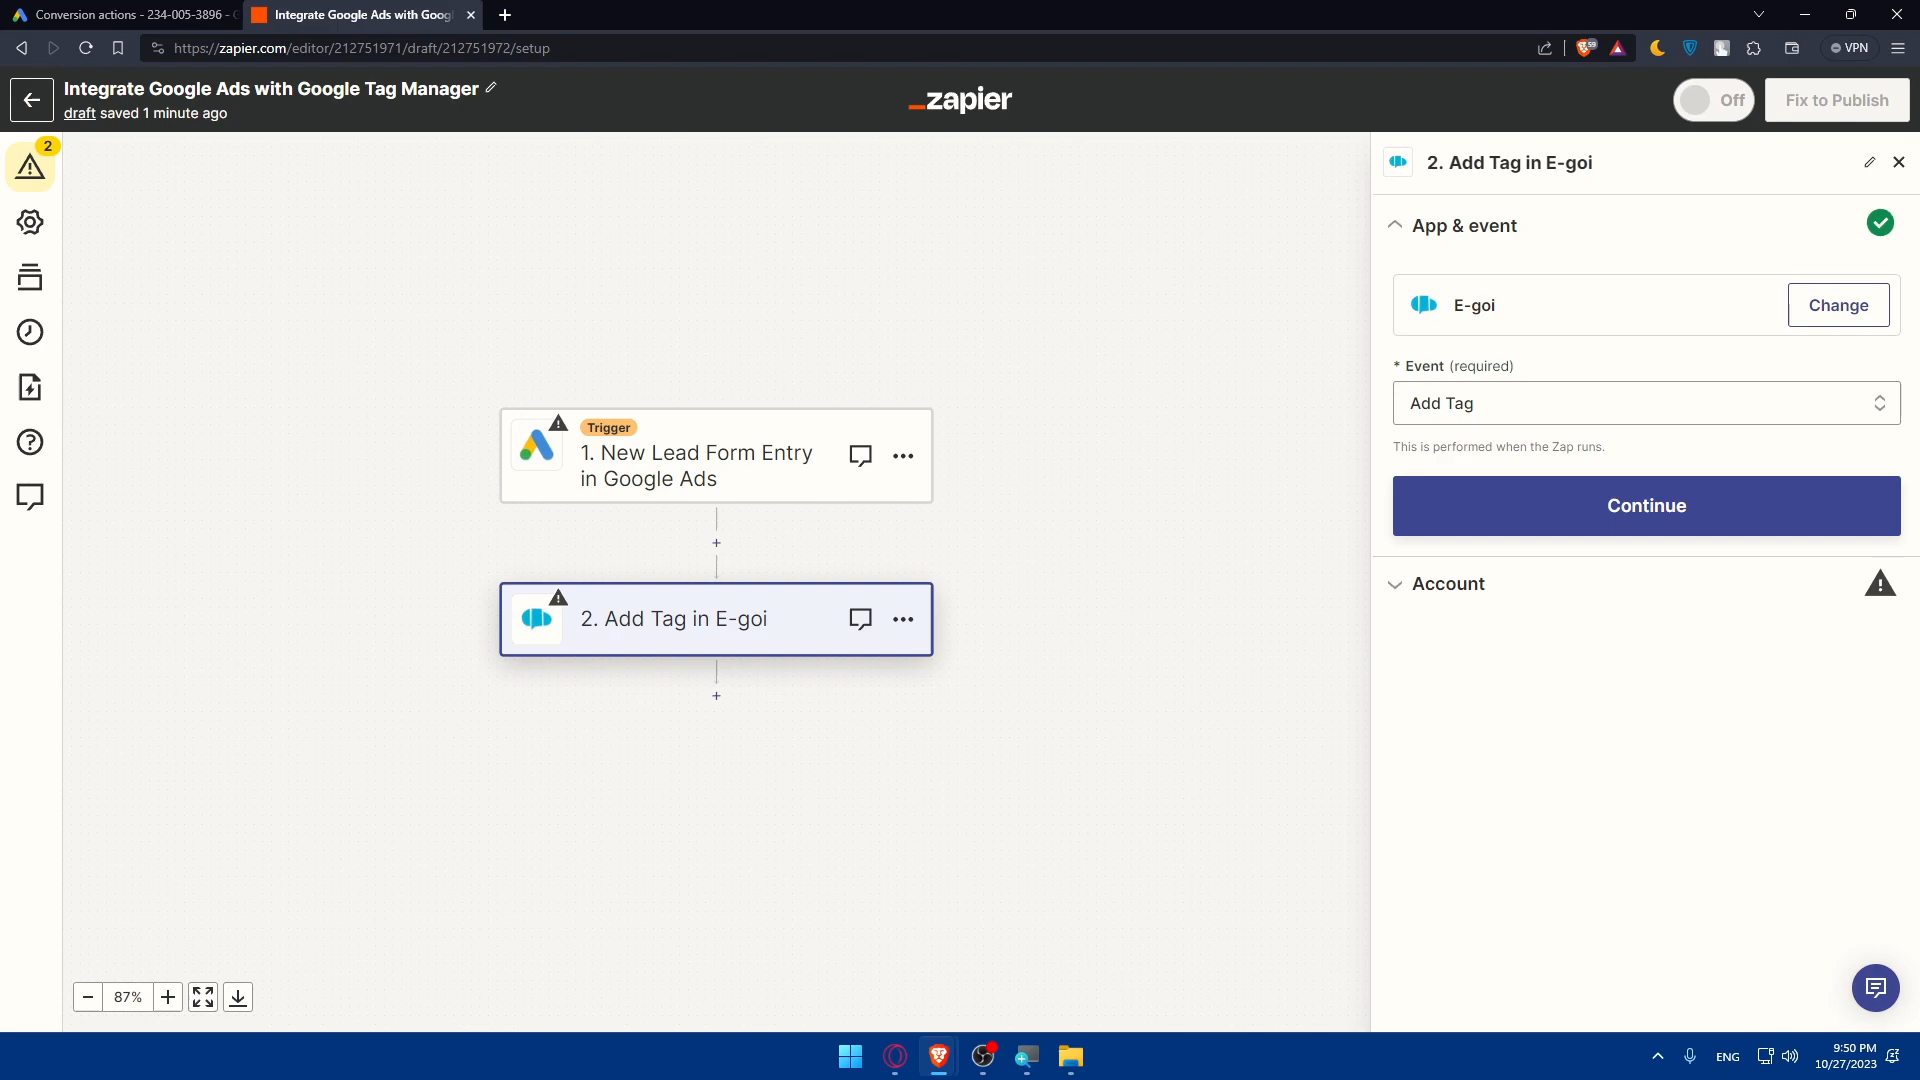 Conversion actions - 234-005-3896 -
Integrate Google Ads with Goog
https://zapier.com/editor/212751971/draft/212751972/setup
59
VPN
Integrate Google Ads with Google Tag Manager
draft saved 1 minute ago
zapier
Off
Fix to Publish
2
2. Add Tag in E-goi
App & event
E-goi
Change
* Event (required)
Add Tag
This is performed when the Zap runs.
Continue
Account
Trigger
1. New Lead Form Entry
in Google Ads
+
2. Add Tag in E-goi
+
87%
ENG
9:50 PM
10/27/2023